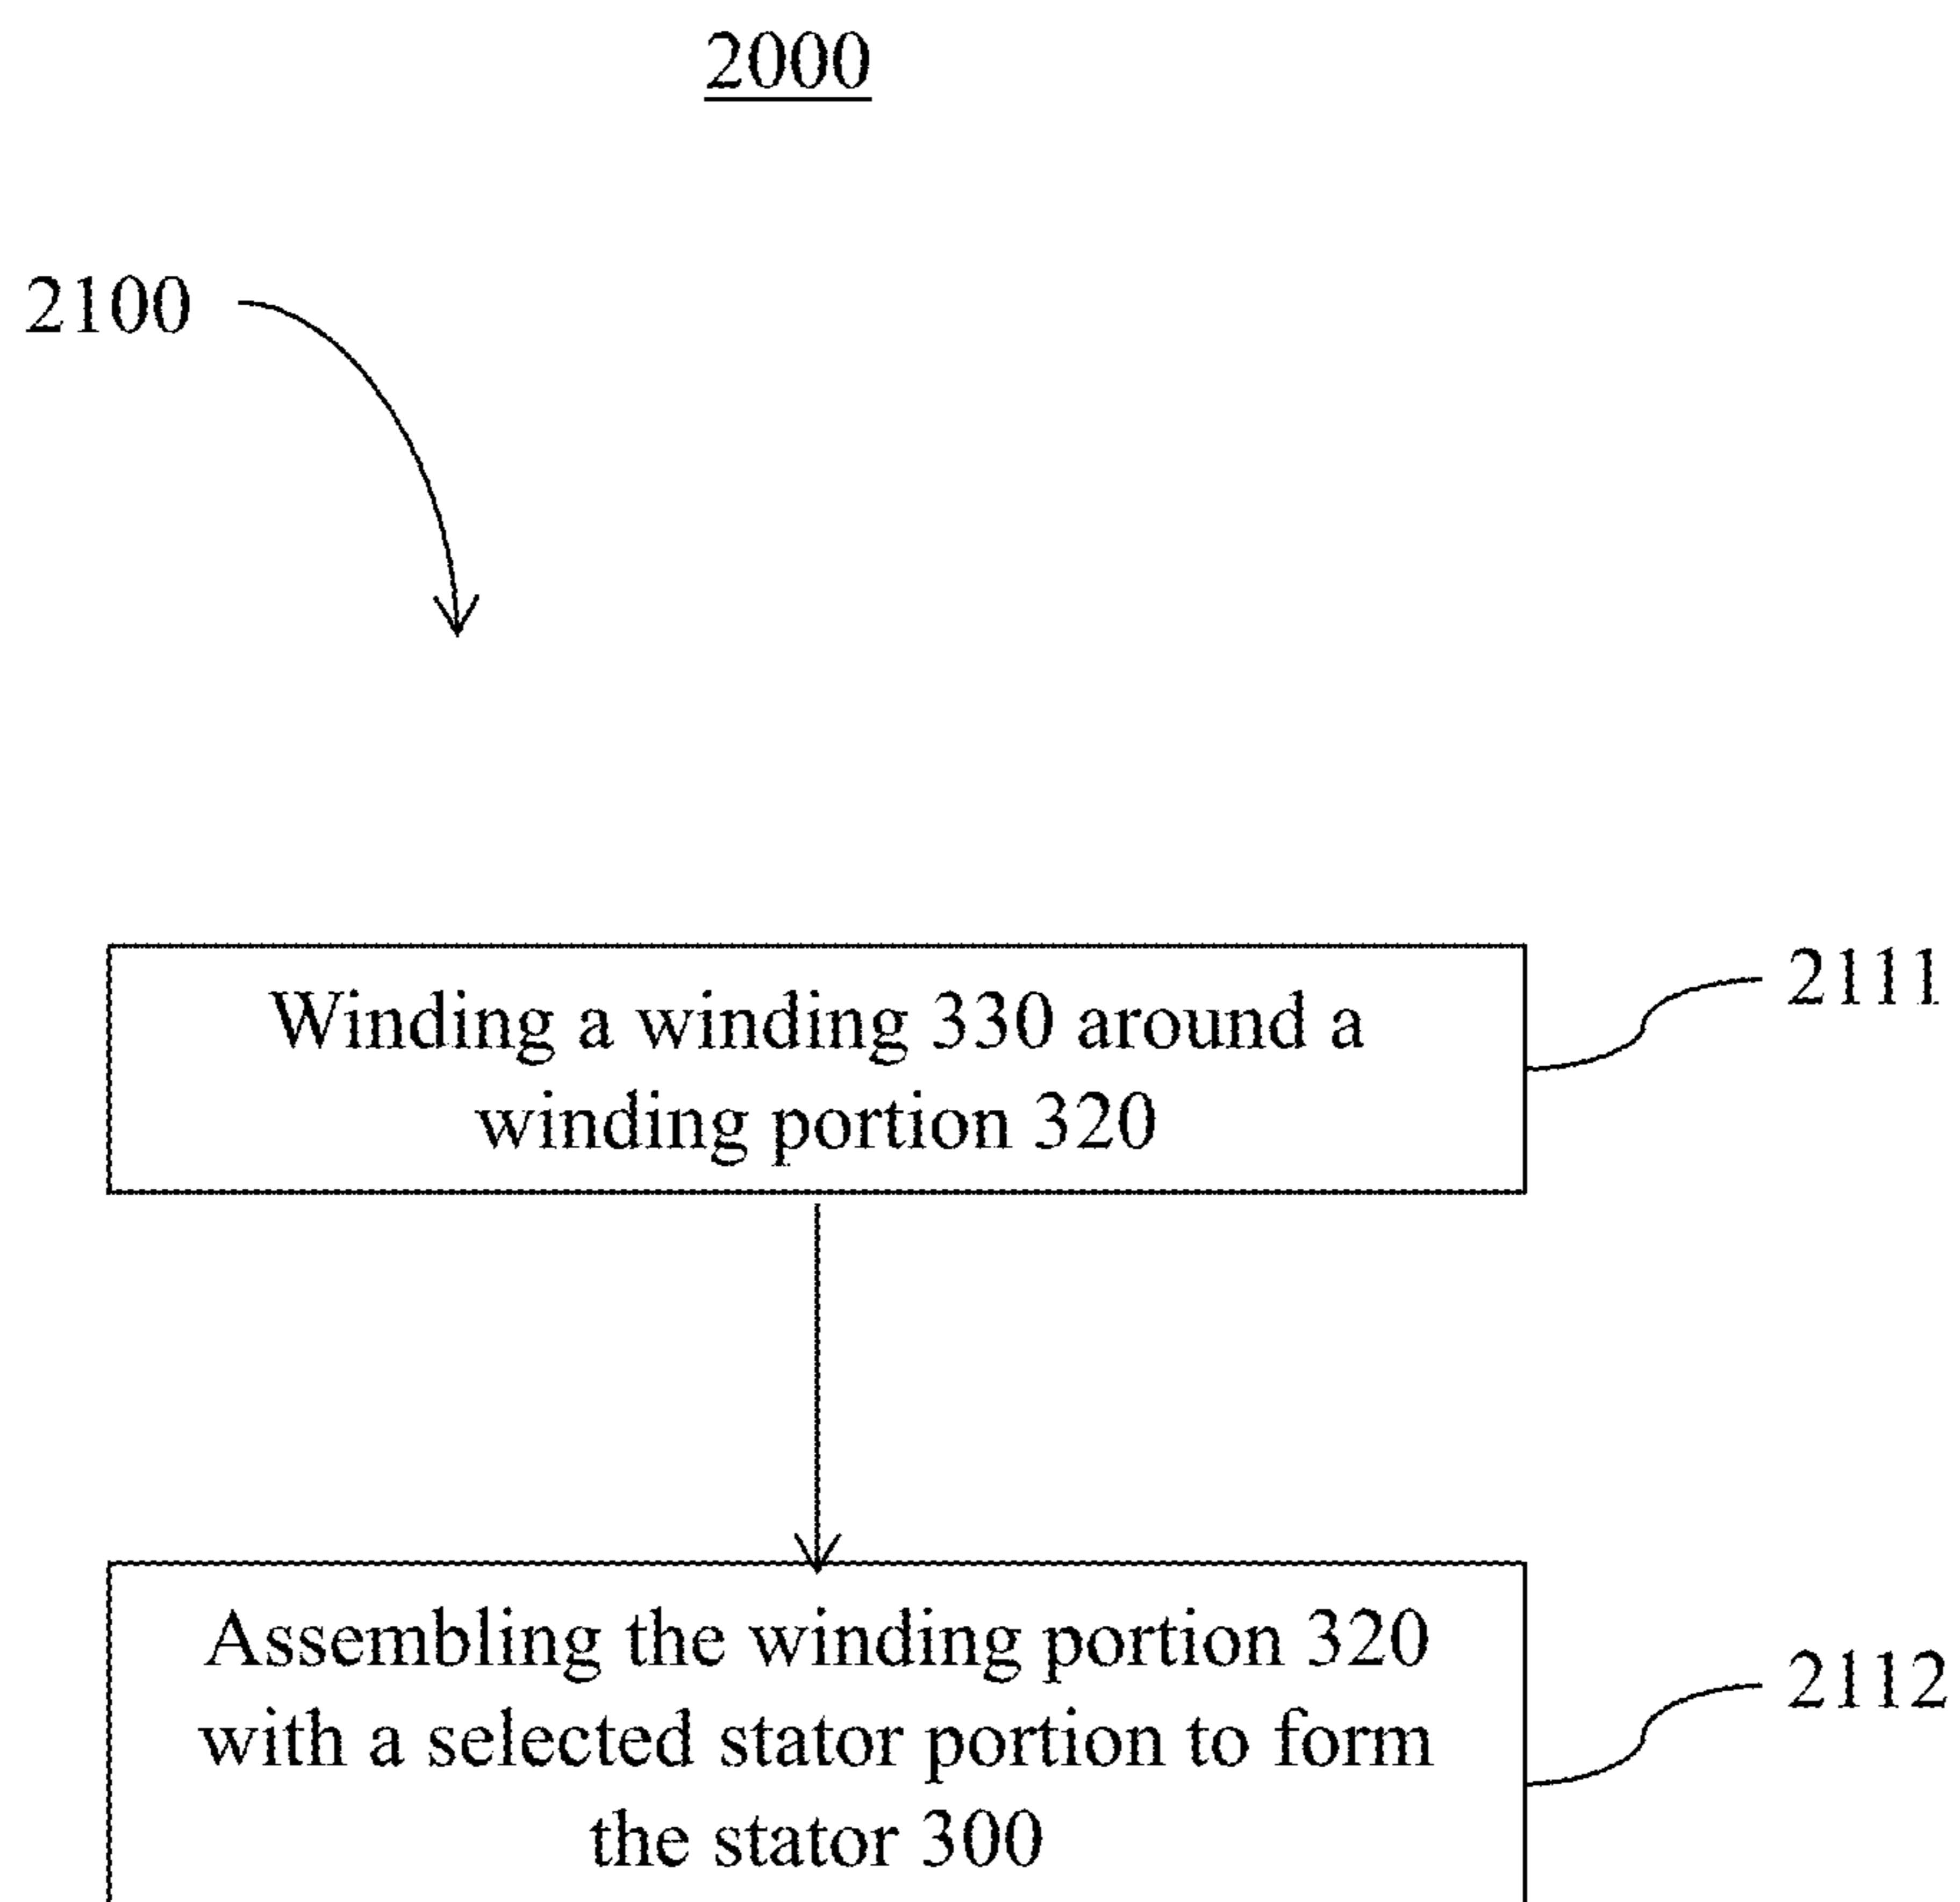 2000
2100
Winding a winding 330 around a
winding portion 320
2111
Assembling the winding portion 320
with a selected stator portion to form
the stator 300
2112